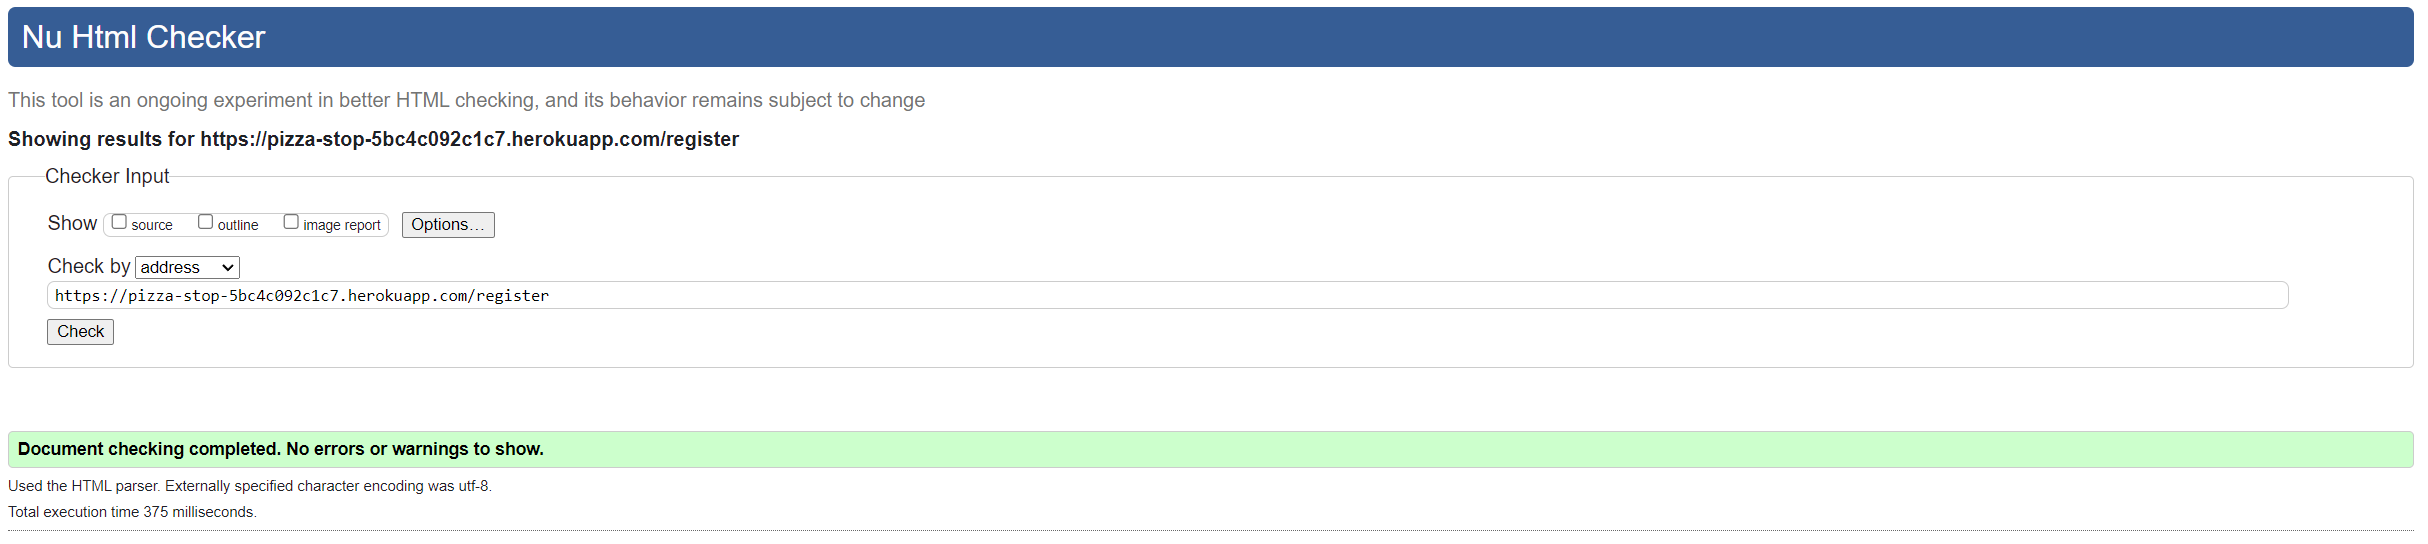 Nu Html Checker
This tool is an ongoing experiment in better HTML checking, and its behavior remains subject to change
Showing results for https://pizza-stop-5bc4c092c1c7.herokuapp.com/register
Checker Input
Show source outline image report Options...
Check by address
https://pizza-stop-5bc4c092c1c7.herokuapp.com/register
Check
Document checking completed. No errors or warnings to show.
Used the HTML parser. Externally specified character encoding was utf-8.
Total execution time 375 milliseconds.